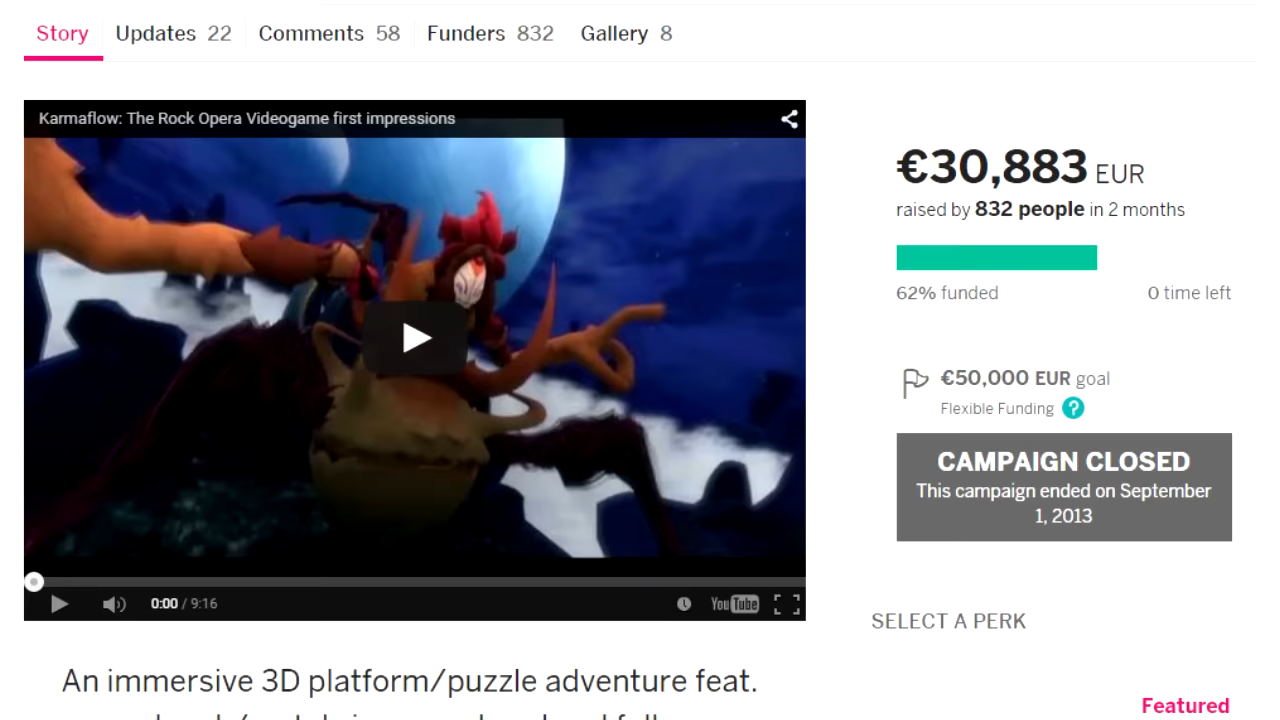 Story Updates 22 Comments 58 Funders 832 Gallery 8
Karmaflow: The Rock Opera Videogame first impressions
€30,883 EUR
raised by 832 people in 2 months
62% funded 0 time left
€50,000 EUR goal
Flexible Funding ?
CAMPAIGN CLOSED
This campaign ended on September
1, 2013
0:00 / 9:16 YouTube
SELECT A PERK
An immersive 3D platform/puzzle adventure feat.
Featured